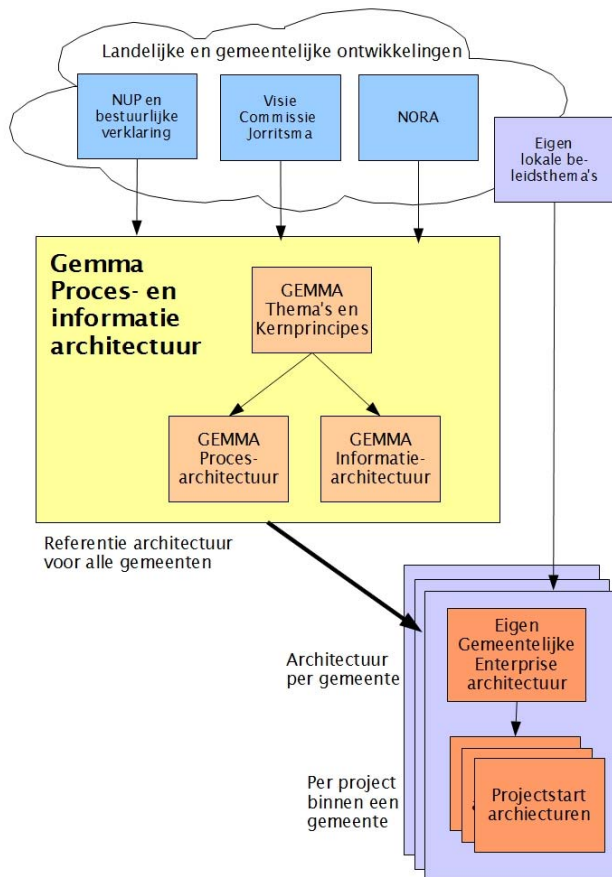 Landelijke en gemeentelijke ontwikkelingen
NUP en
bestuurlijke
verklaring
Visie
Commissie
Jorritsma
NORA
Eigen
lokale be-
leidsthema's
Gemma
Proces- en
informatie
architectuur
GEMMA
Thema's en
Kernprincipes
GEMMA
Proces-
architectuur
GEMMA
Informatie-
architectuur
Referentie architectuur
voor alle gemeenten
Eigen
Gemeentelijke
Enterprise
architectuur
Architectuur
per gemeente
Per project
binnen een
gemeente
Projectstart
archiecturen